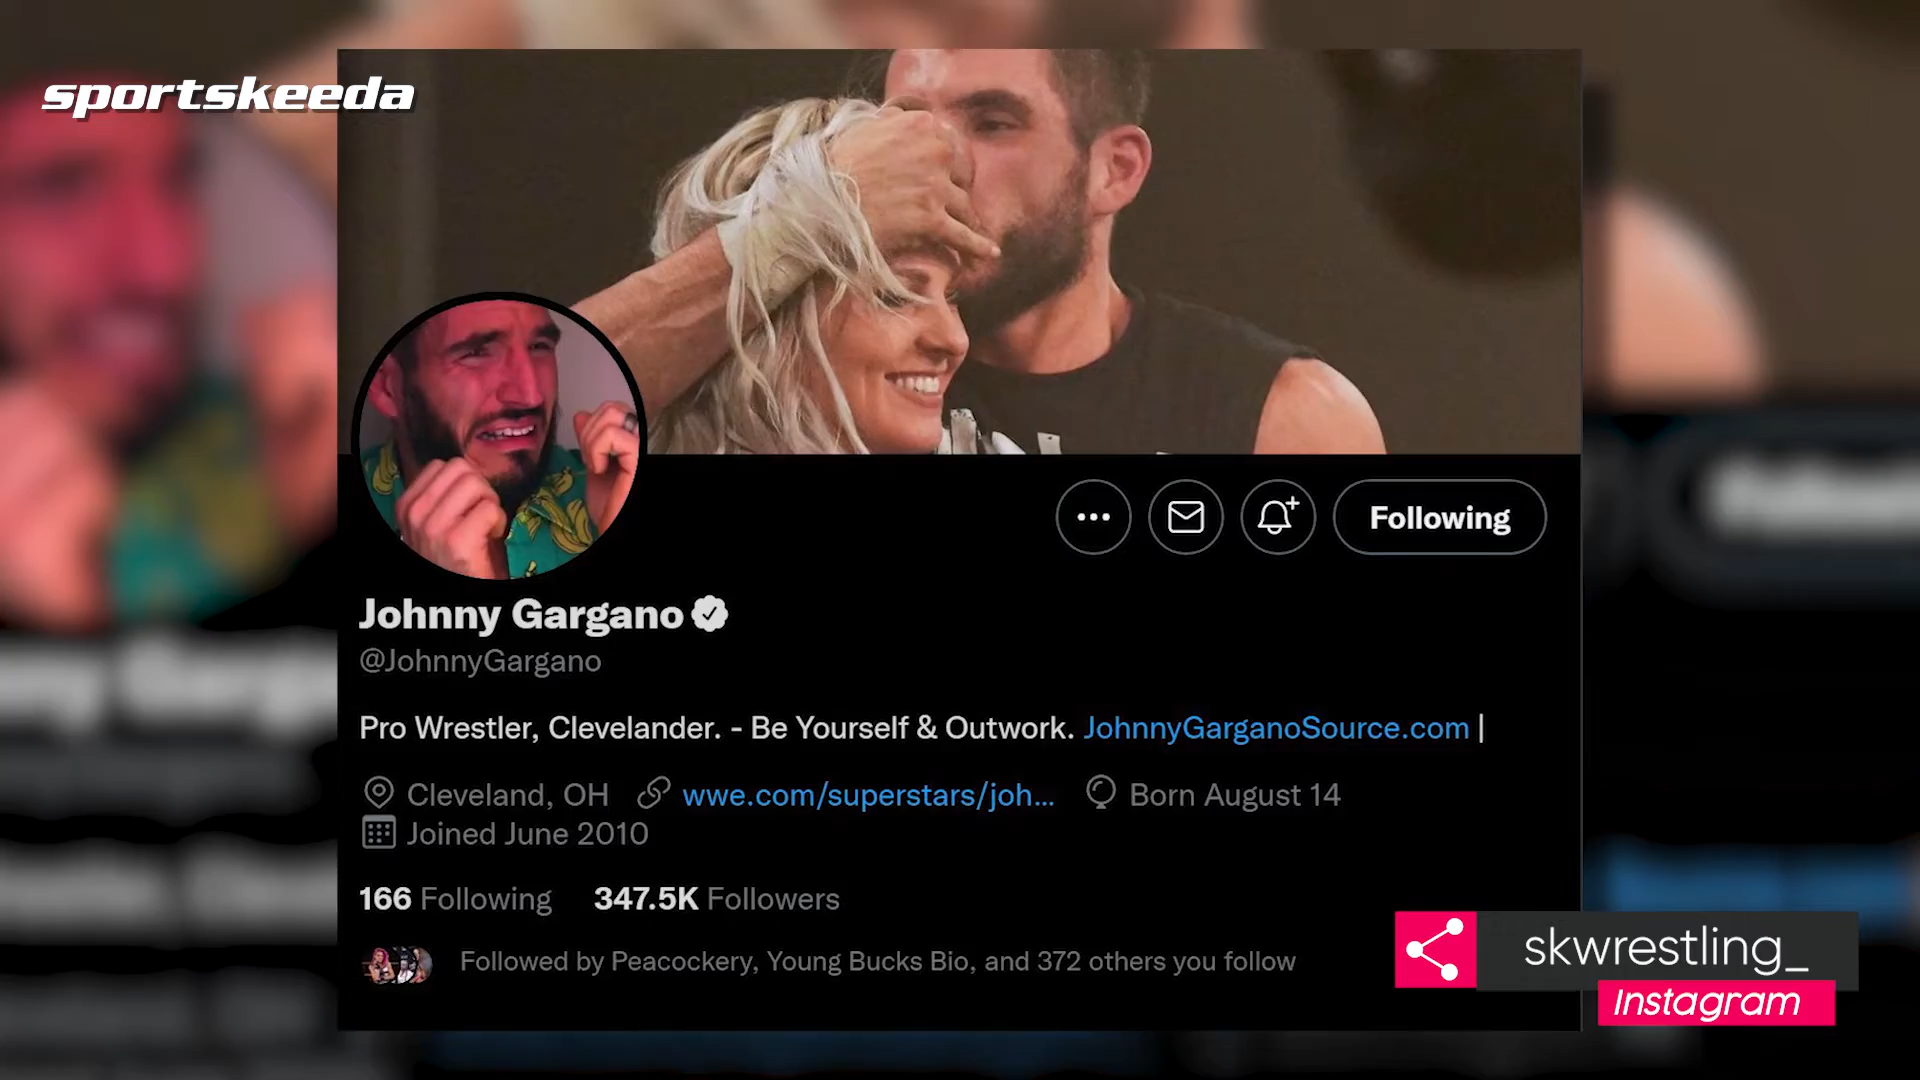 sportskeeda
Following
Johnny Gargano
@JohnnyGargano
Pro Wrestler, Clevelander. - Be Yourself & Outwork. JohnnyGarganoSource.com |
Cleveland, OH wwe.com/superstars/joh... Born August 14
Joined June 2010
166 Following 347.5K Followers
Followed by Peacockery, Young Bucks Bio, and 372 others you follow
skwrestling_
Instagram